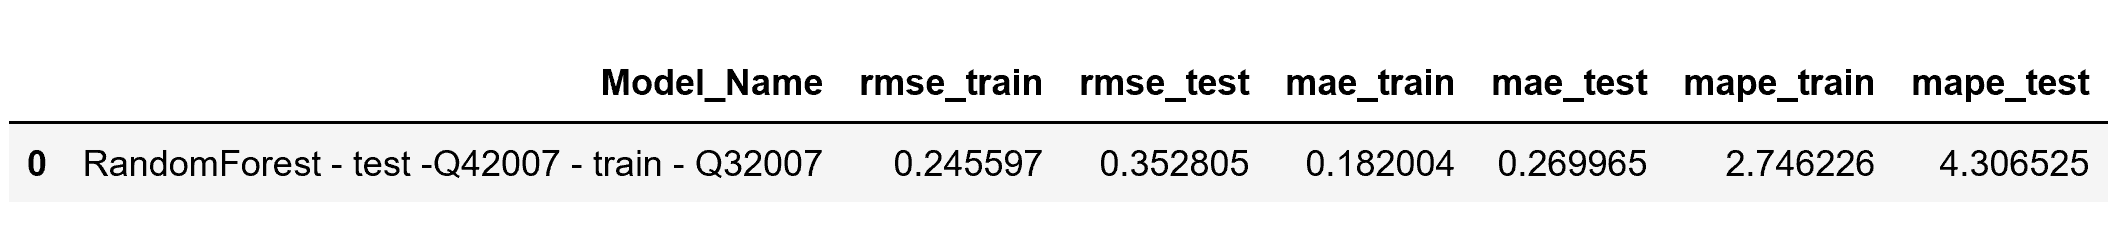 Model_Name rmse_train rmse_test mae_train mae_test mape_train mape_test
0 RandomForest - test -Q42007 - train - Q32007 0.245597 0.352805 0.182004 0.269965 2.746226 4.306525